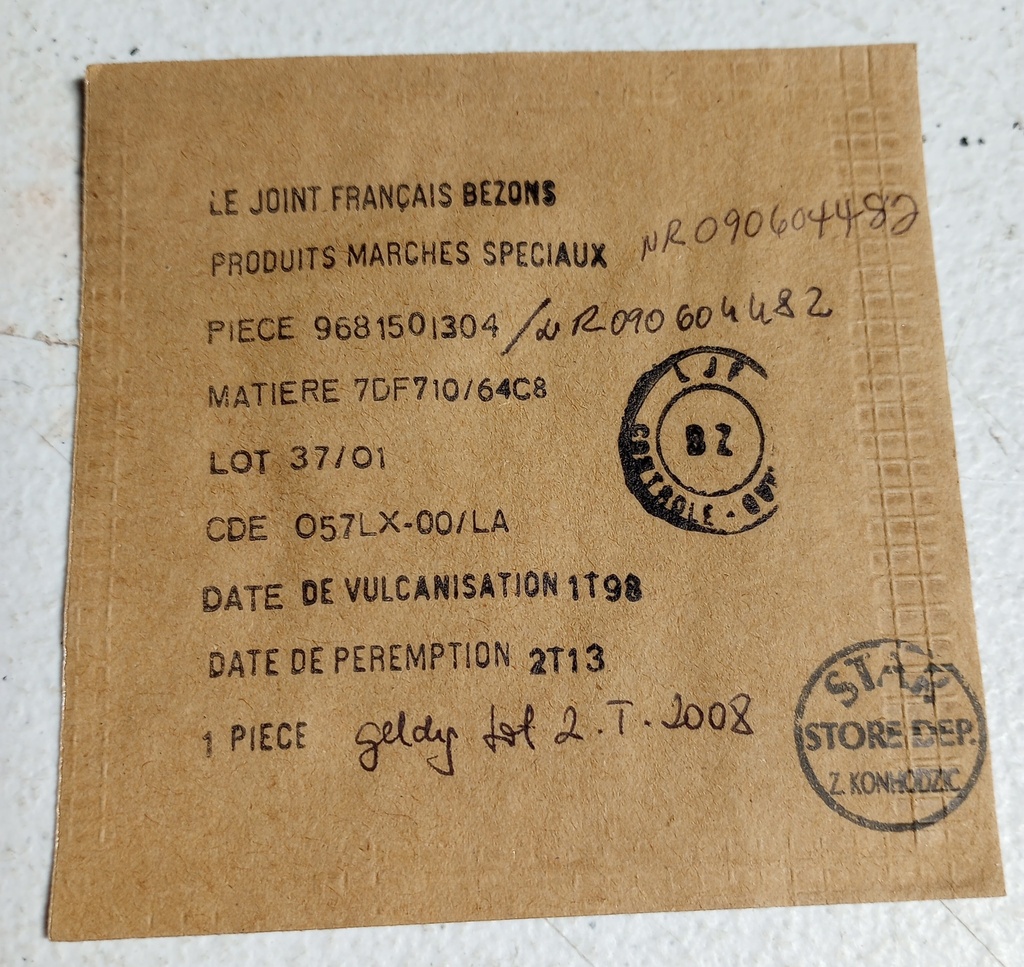 LE JOINT FRANÇAIS BEZONS
PRODUITS MARCHES SPECIAUX NR090604482
PIECE 9681501304 / NR090604482
MATIERE 7DF710/64C8
LJF
82
CONTROLE
LOT 37/01
CDE 057LX-00/LA
DATE DE VULCANISATION 1T98
DATE DE PEREMPTION 2T13
1 PIECE geldig tot 2.T.2008
STORE DEP.
Z. KONHODZIC